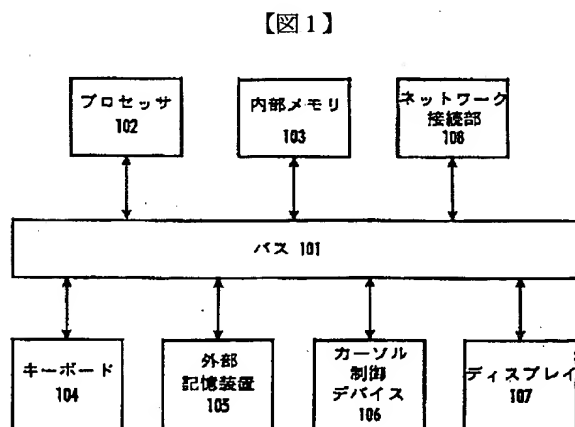 【図1】
プロセッサ
102
内部メモリ
103
ネットワーク
接続部
108
バス 101
キーボード
104
外部
記憶装置
105
カーソル
制御
デバイス
106
ディスプレイ
107